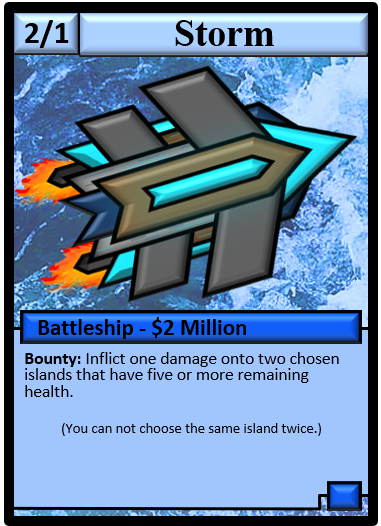 2/1
Storm
Battleship - $2 Million
Bounty: Inflict one damage onto two chosen
islands that have five or more remaining
health.
(You can not choose the same island twice.)